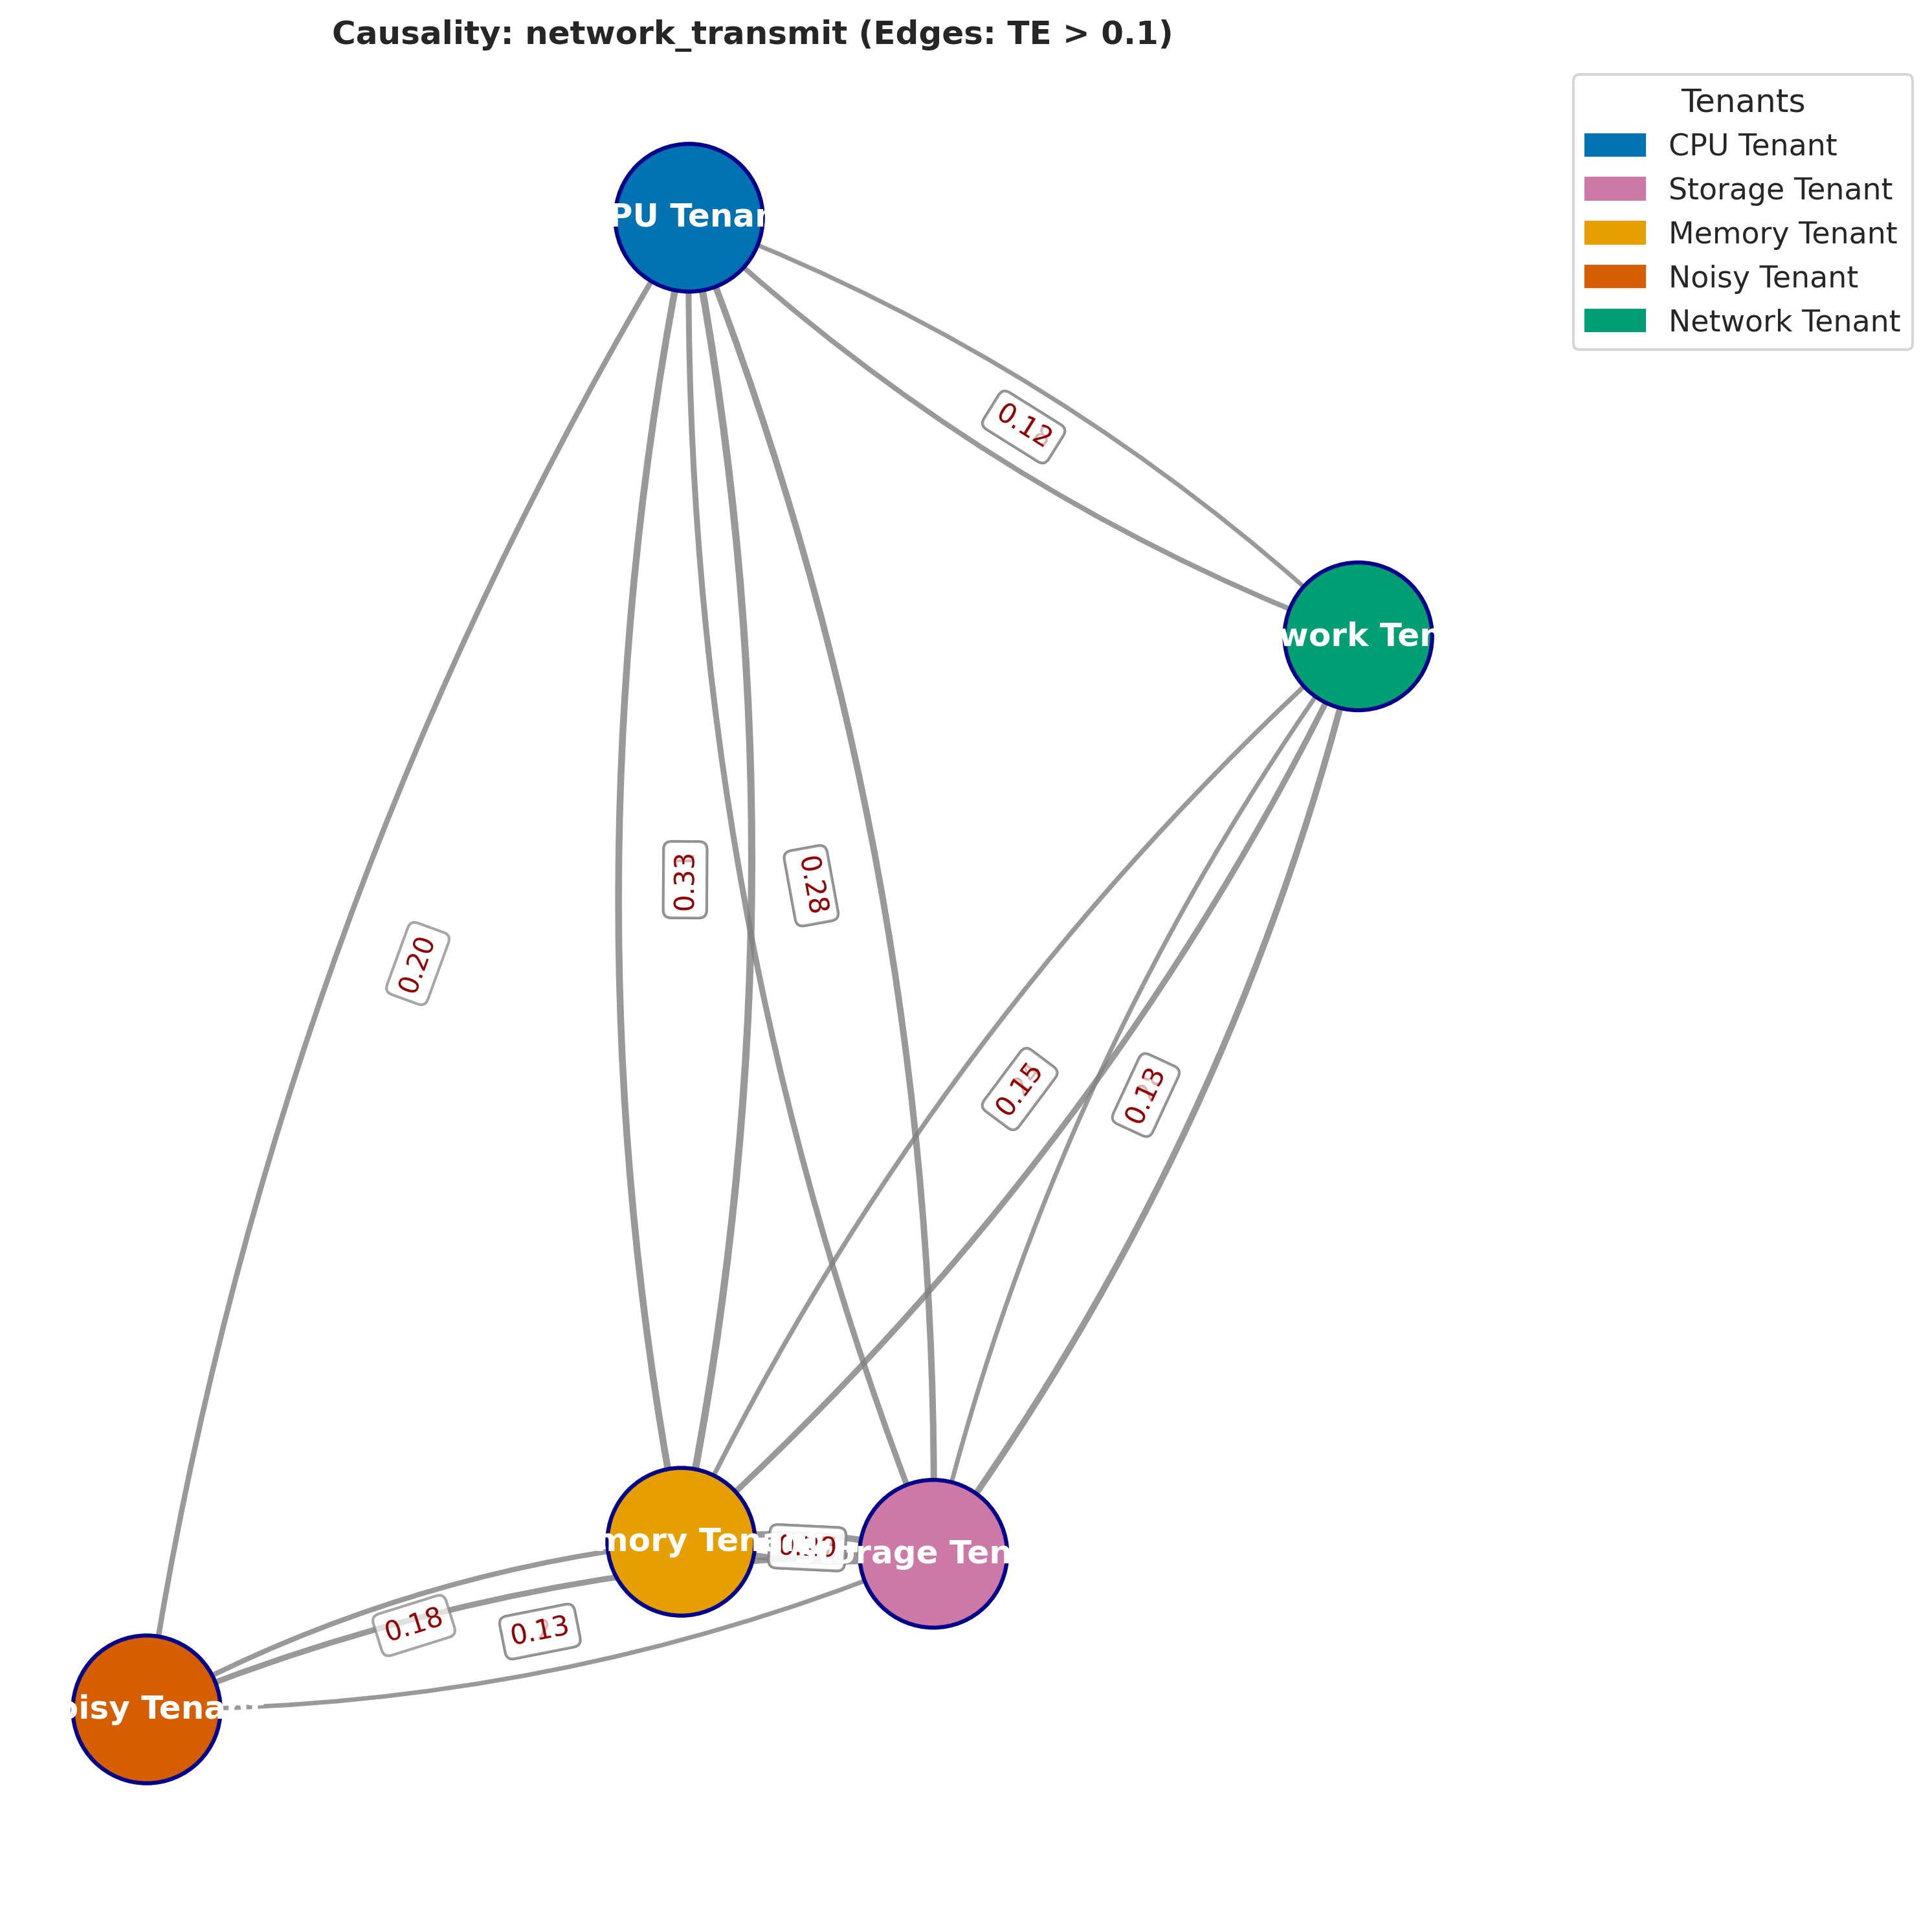 Causality: network_transmit (Edges: TE > 0.1)
Tenants
CPU Tenant
Storage Tenant
Memory Tenant
Noisy Tenant
Network Tenant
PU Tenan
0.12
work Ten
0.33
0.28
0.20
0.15
0.13
mory Tena
orage Ten
0.18
0.13
oisy Tena